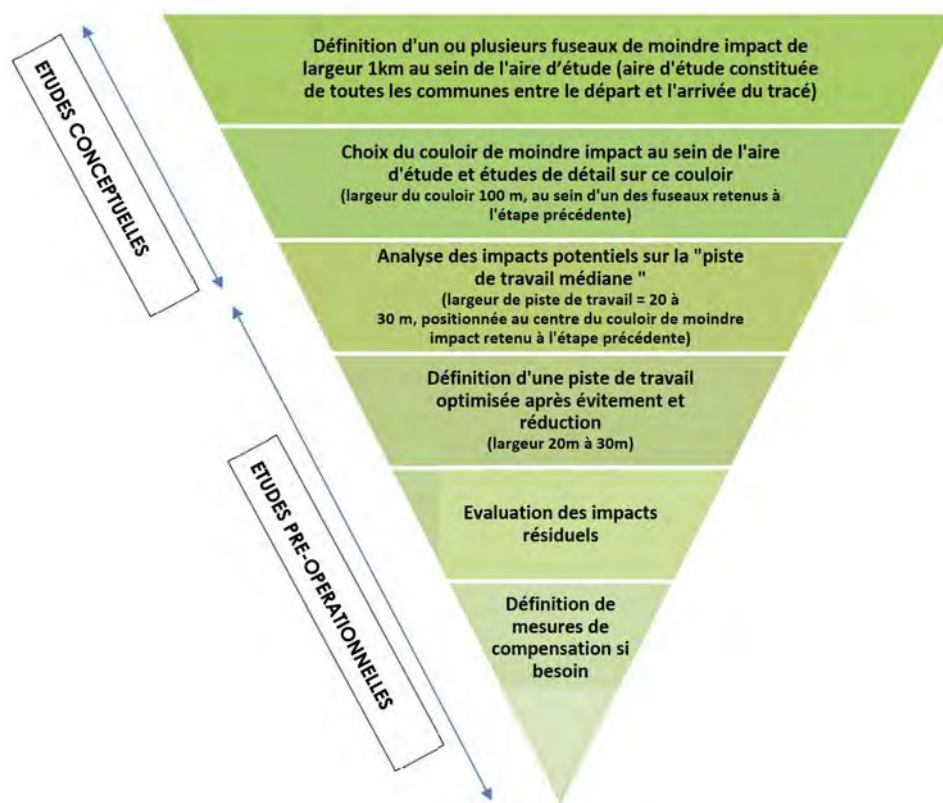 ETUDES CONCEPTUELLES
Définition d'un ou plusieurs fuseaux de moindre impact de
largeur 1km au sein de l'aire d’étude (aire d'étude constituée
de toutes les communes entre le départ et l'arrivée du tracé)
Choix du couloir de moindre impact au sein de l'aire
d'étude et études de détail sur ce couloir
(largeur du couloir 100 m, au sein d'un des fuseaux retenus à
l'étape précédente)
Analyse des impacts potentiels sur la "piste
de travail médiane "
(largeur de piste de travail = 20 à
30 m, positionnée au centre du couloir de moindre
impact retenu à l'étape précédente)
ETUDES PRE-OPERATIONNELLES
Définition d'une piste de travail
optimisée après évitement et
réduction
(largeur 20m à 30m)
Evaluation des impacts
résiduels
Définition de
mesures de
compensation si
besoin